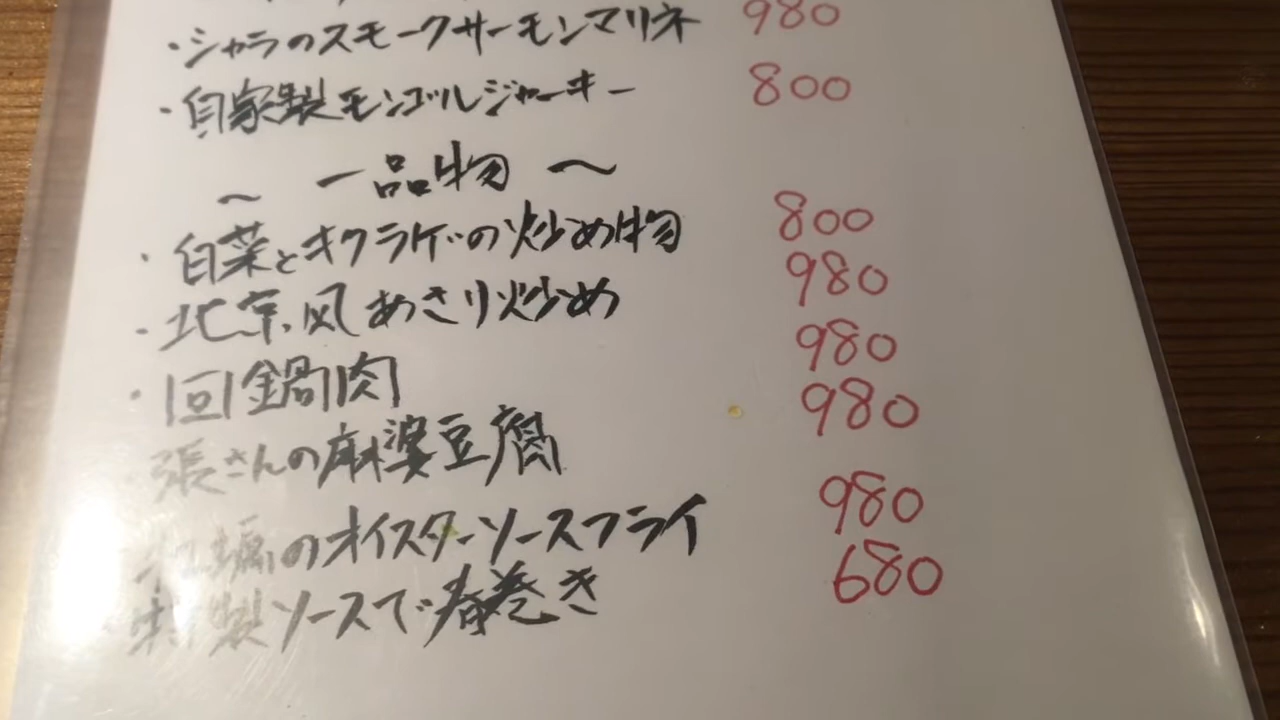 ・シャラのスモークサーモンマリネ 980
・自家製モンゴルジャーキー 800
～ 一品物 ～
・白菜とキクラゲの炒め物 800
・北京風あさり炒め 980
・回鍋肉 980
張さんの麻婆豆腐 980
牡蠣のオイスターソースフライ 980
特製ソースで春巻き 680